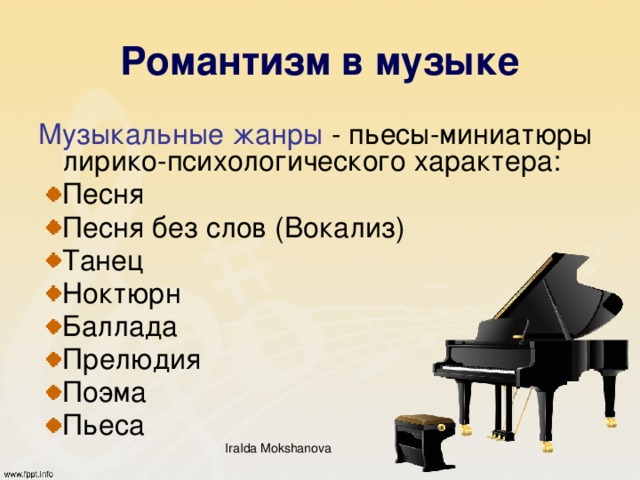 Романтизм в музыке
Музыкальные жанры - пьесы-миниатюры
лирико-психологического характера:
Песня
Песня без слов (Вокализ)
Танец
Ноктюрн
Баллада
Прелюдия
Поэма
Пьеса
IraIda Mokshanova
www.fppt.info